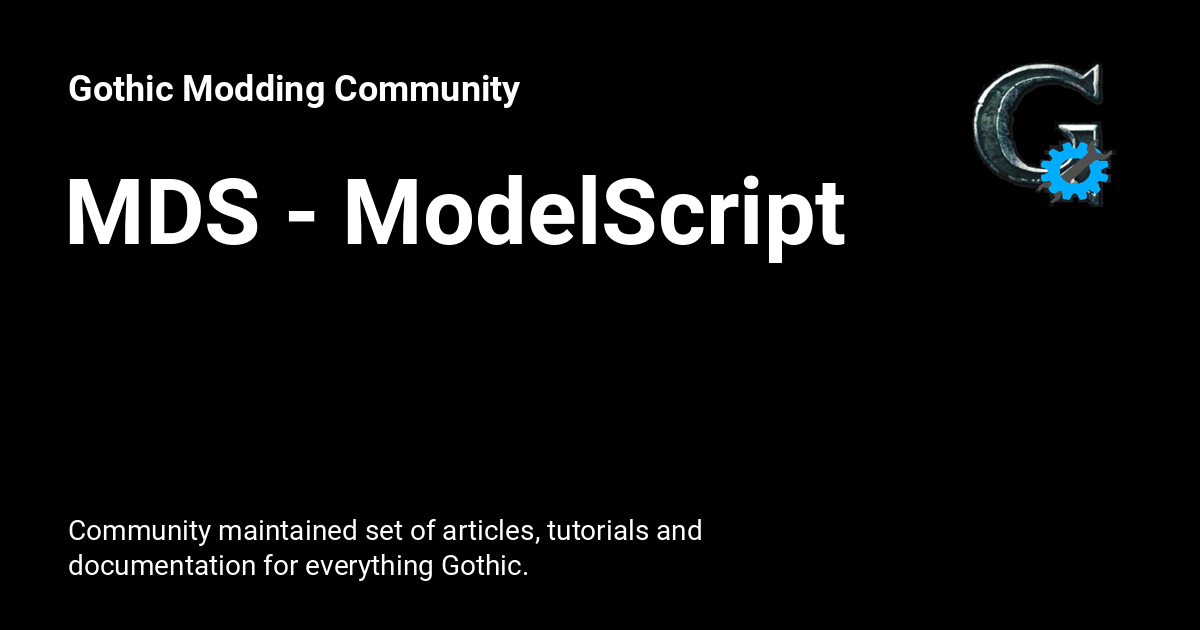 Gothic Modding Community
MDS - ModelScript
G
Community maintained set of articles, tutorials and
documentation for everything Gothic.